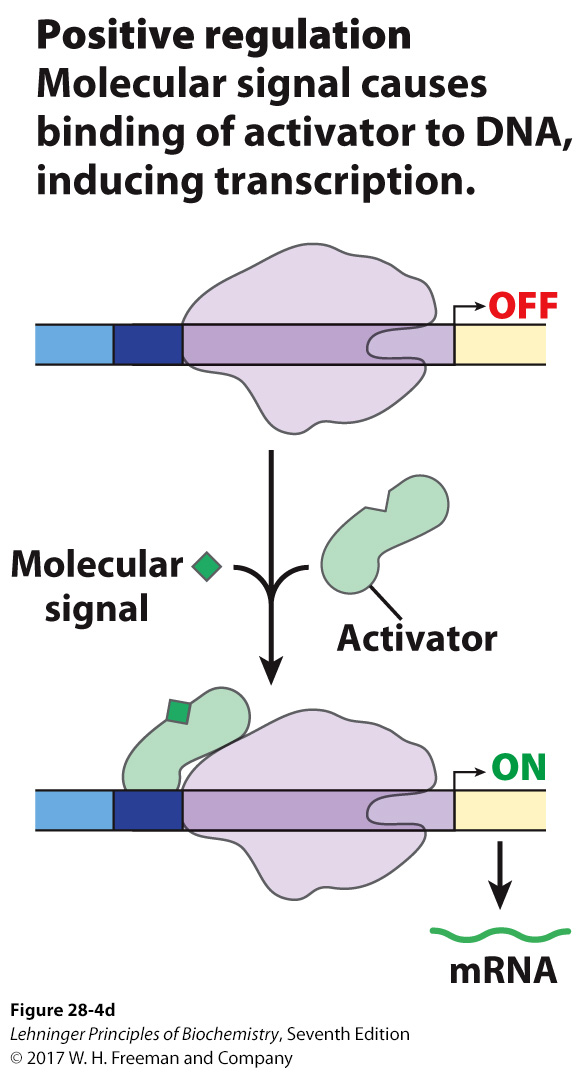 Positive regulation
Molecular signal causes
binding of activator to DNA,
inducing transcription.
OFF
Molecular
signal
Activator
ON
mRNA
Figure 28-4d
Lehninger Principles of Biochemistry, Seventh Edition
© 2017 W. H. Freeman and Company